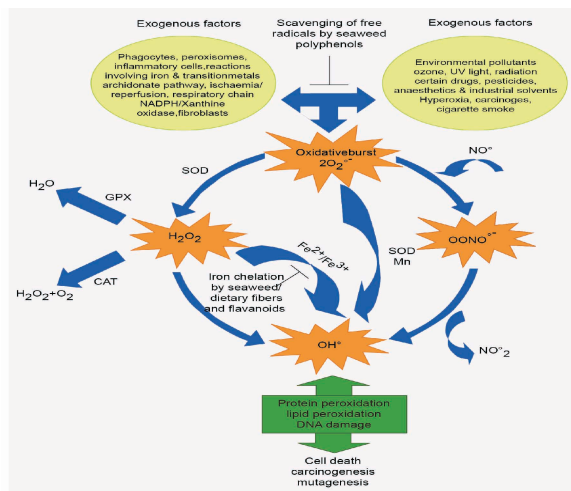 Exogenous factors
Scavenging of free
radicals by seaweed
polyphenols
Exogenous factors
Phagocytes, peroxisomes,
inflammatory cells,reactions
involving iron & transitionmetals
archidonate pathway, ischaemia/
reperfusion, respiratory chain
NADPH/Xanthine
oxidase,fibroblasts
Environmental pollutants
ozone, UV light, radiation
certain drugs, pesticides,
anaesthetics & industrial solvents
Hyperoxia, carcinoges,
cigarette smoke
Oxidativeburst
2O₂°⁻
NO°
SOD
H₂O
GPX
H₂O₂
Fe²⁺/Fe³⁺
SOD
Mn
OONO°⁻
CAT
H₂O₂+O₂
Iron chelation
by seaweed/
dietary fibers
and flavanoids
OH°
NO°₂
Protein peroxidation
lipid peroxidation
DNA damage
Cell death
carcinogenesis
mutagenesis